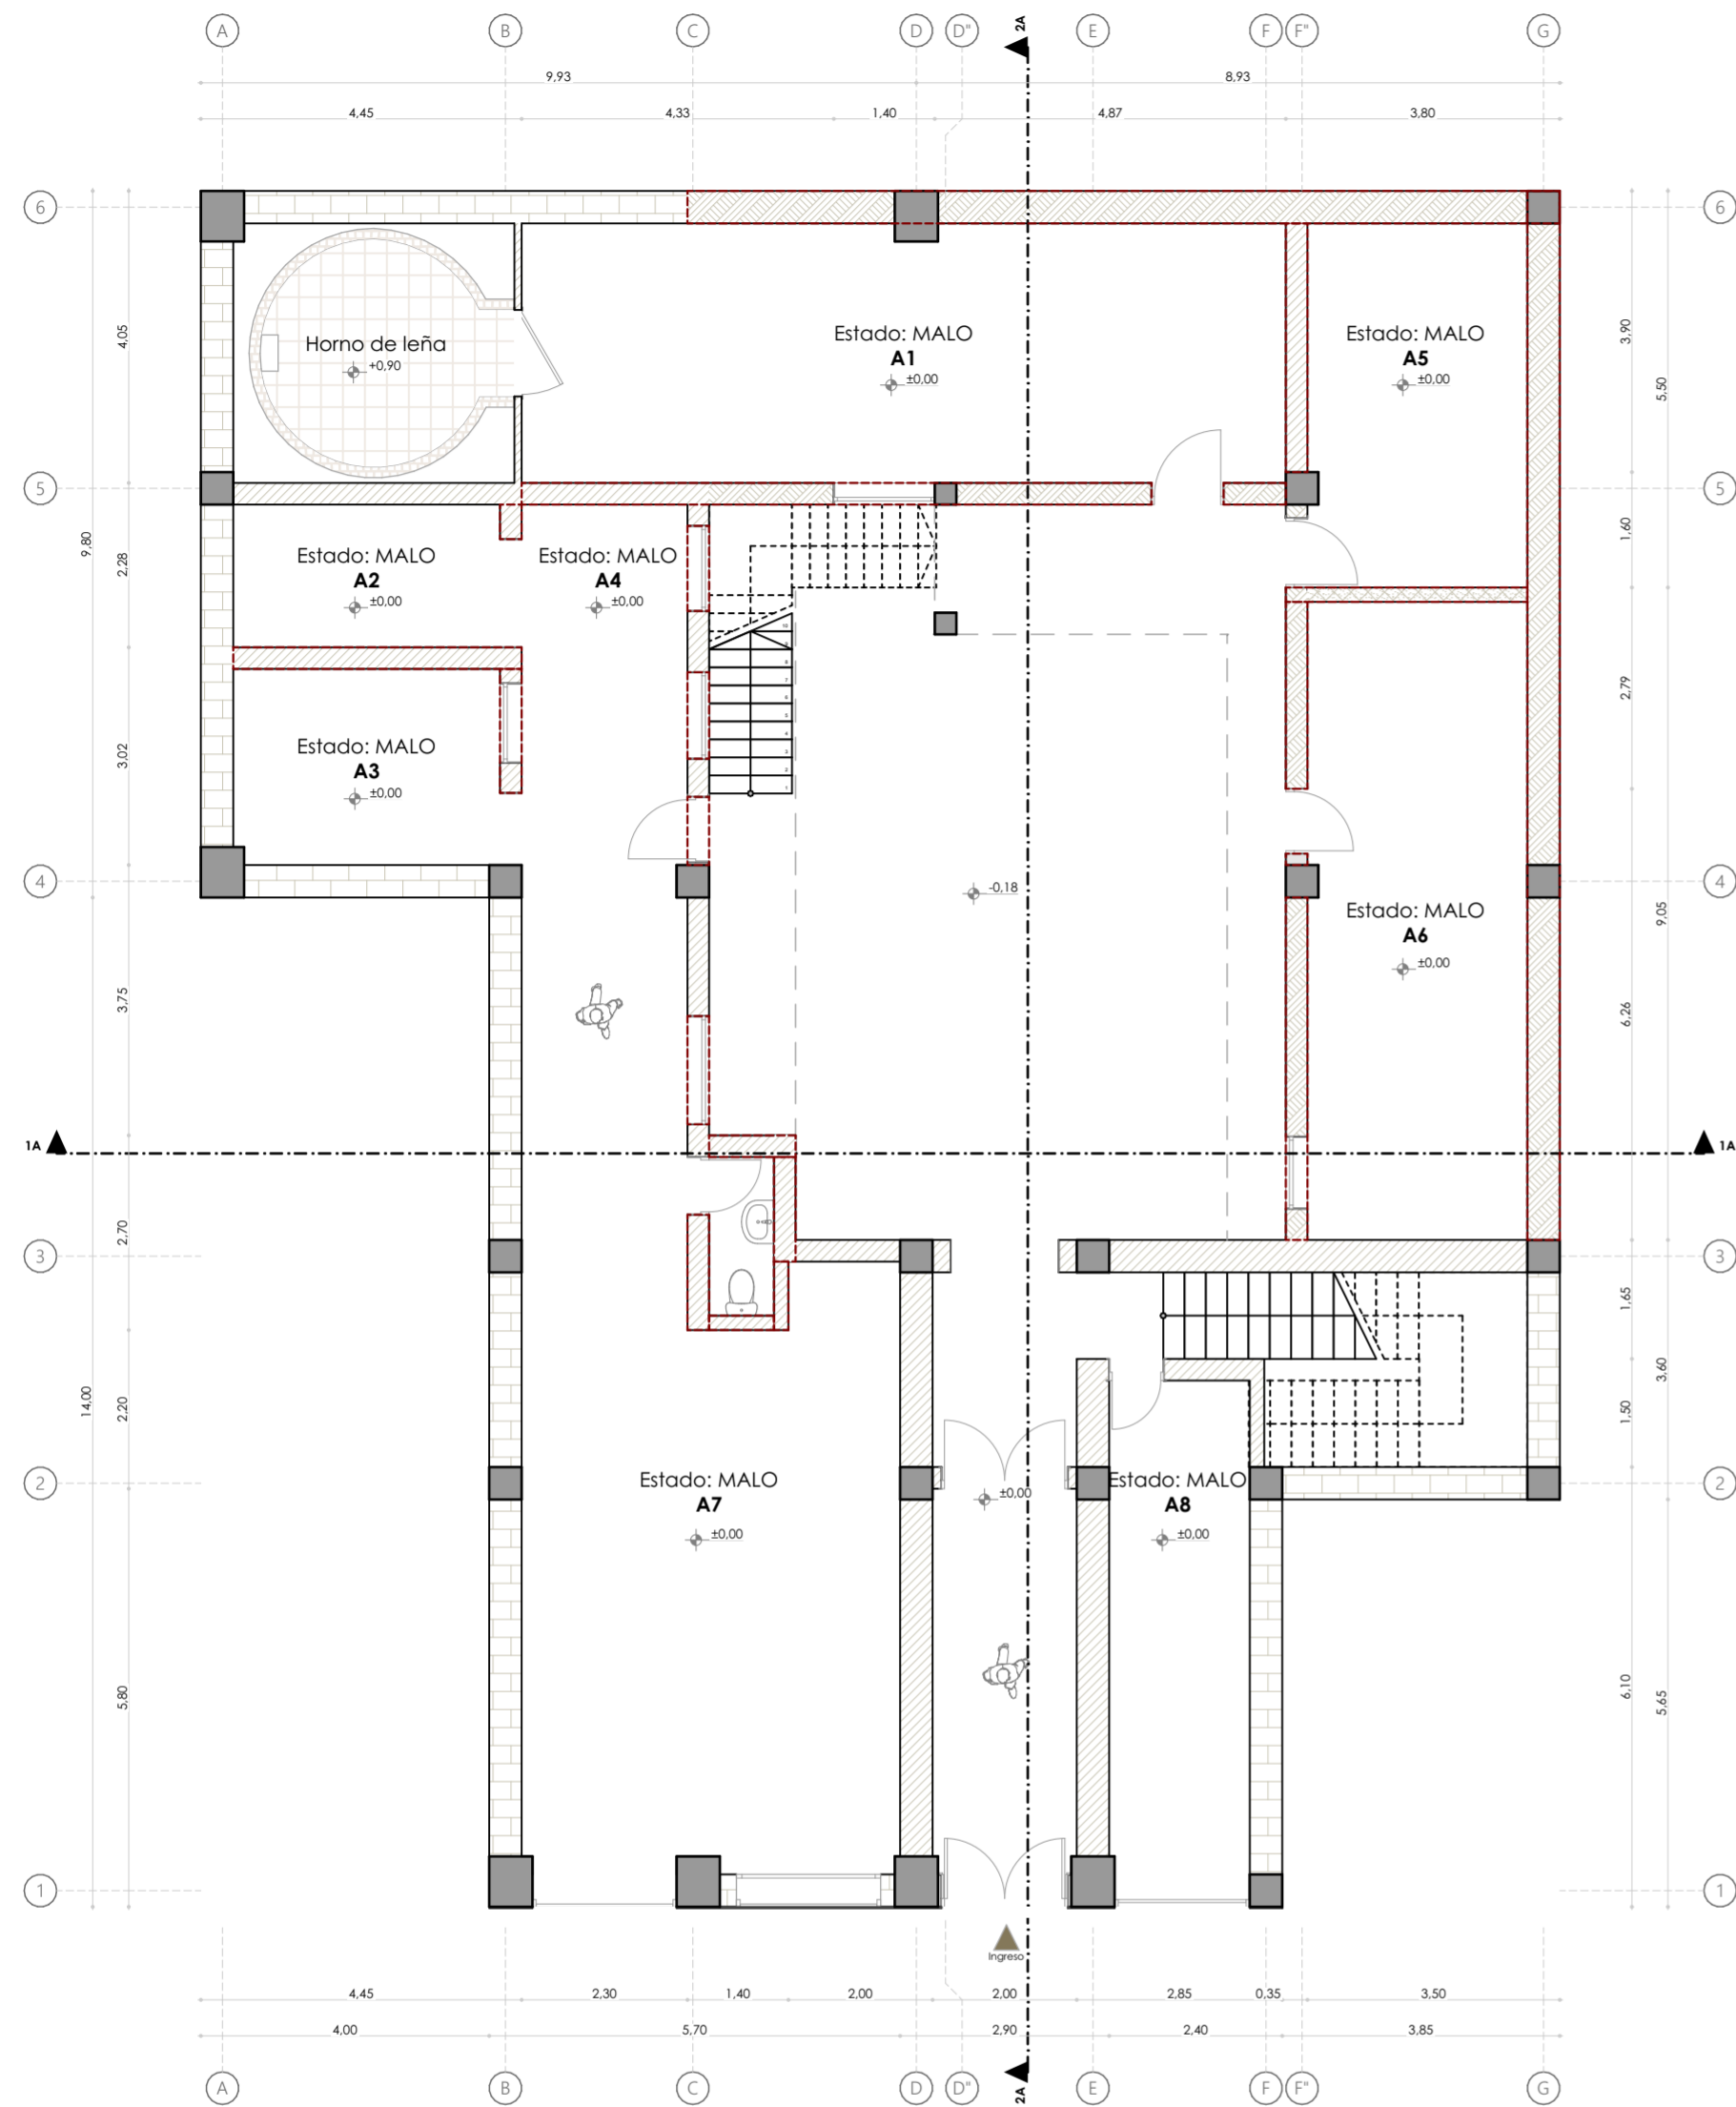 A B C D D" 2A E F F" G
9,93 8,93
4,45 4,33 1,40 4,87 3,80
6 6
4,05
Horno de leña
+0,90
Estado: MALO
A1
±0,00
Estado: MALO
A5
±0,00
3,90
5,50
5 5
9,80
2,28
Estado: MALO
A2
±0,00
Estado: MALO
A4
±0,00
1,60
3,02
Estado: MALO
A3
±0,00
2,79
4 4
-0,18
Estado: MALO
A6
±0,00
9,05
3,75
6,26
1A 1A
2,70
3 3
1,65
3,60
14,00
2,20
1,50
2 2
Estado: MALO
A7
±0,00
±0,00
Estado: MALO
A8
±0,00
5,80
6,10
5,65
1 1
Ingreso
4,45 2,30 1,40 2,00 2,00 2,85 0,35 3,50
4,00 5,70 2,90 2,40 3,85
A B C D D" 2A E F F" G